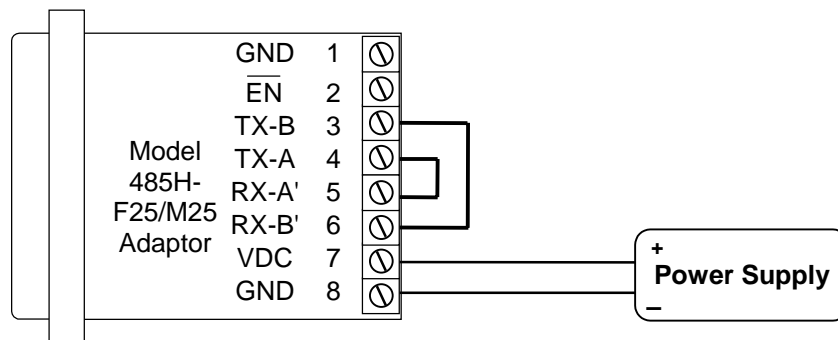 GND 1
EN 2
TX-B 3
TX-A 4
RX-A' 5
RX-B' 6
VDC 7
GND 8
Model
485H-
F25/M25
Adaptor
+
Power Supply
–